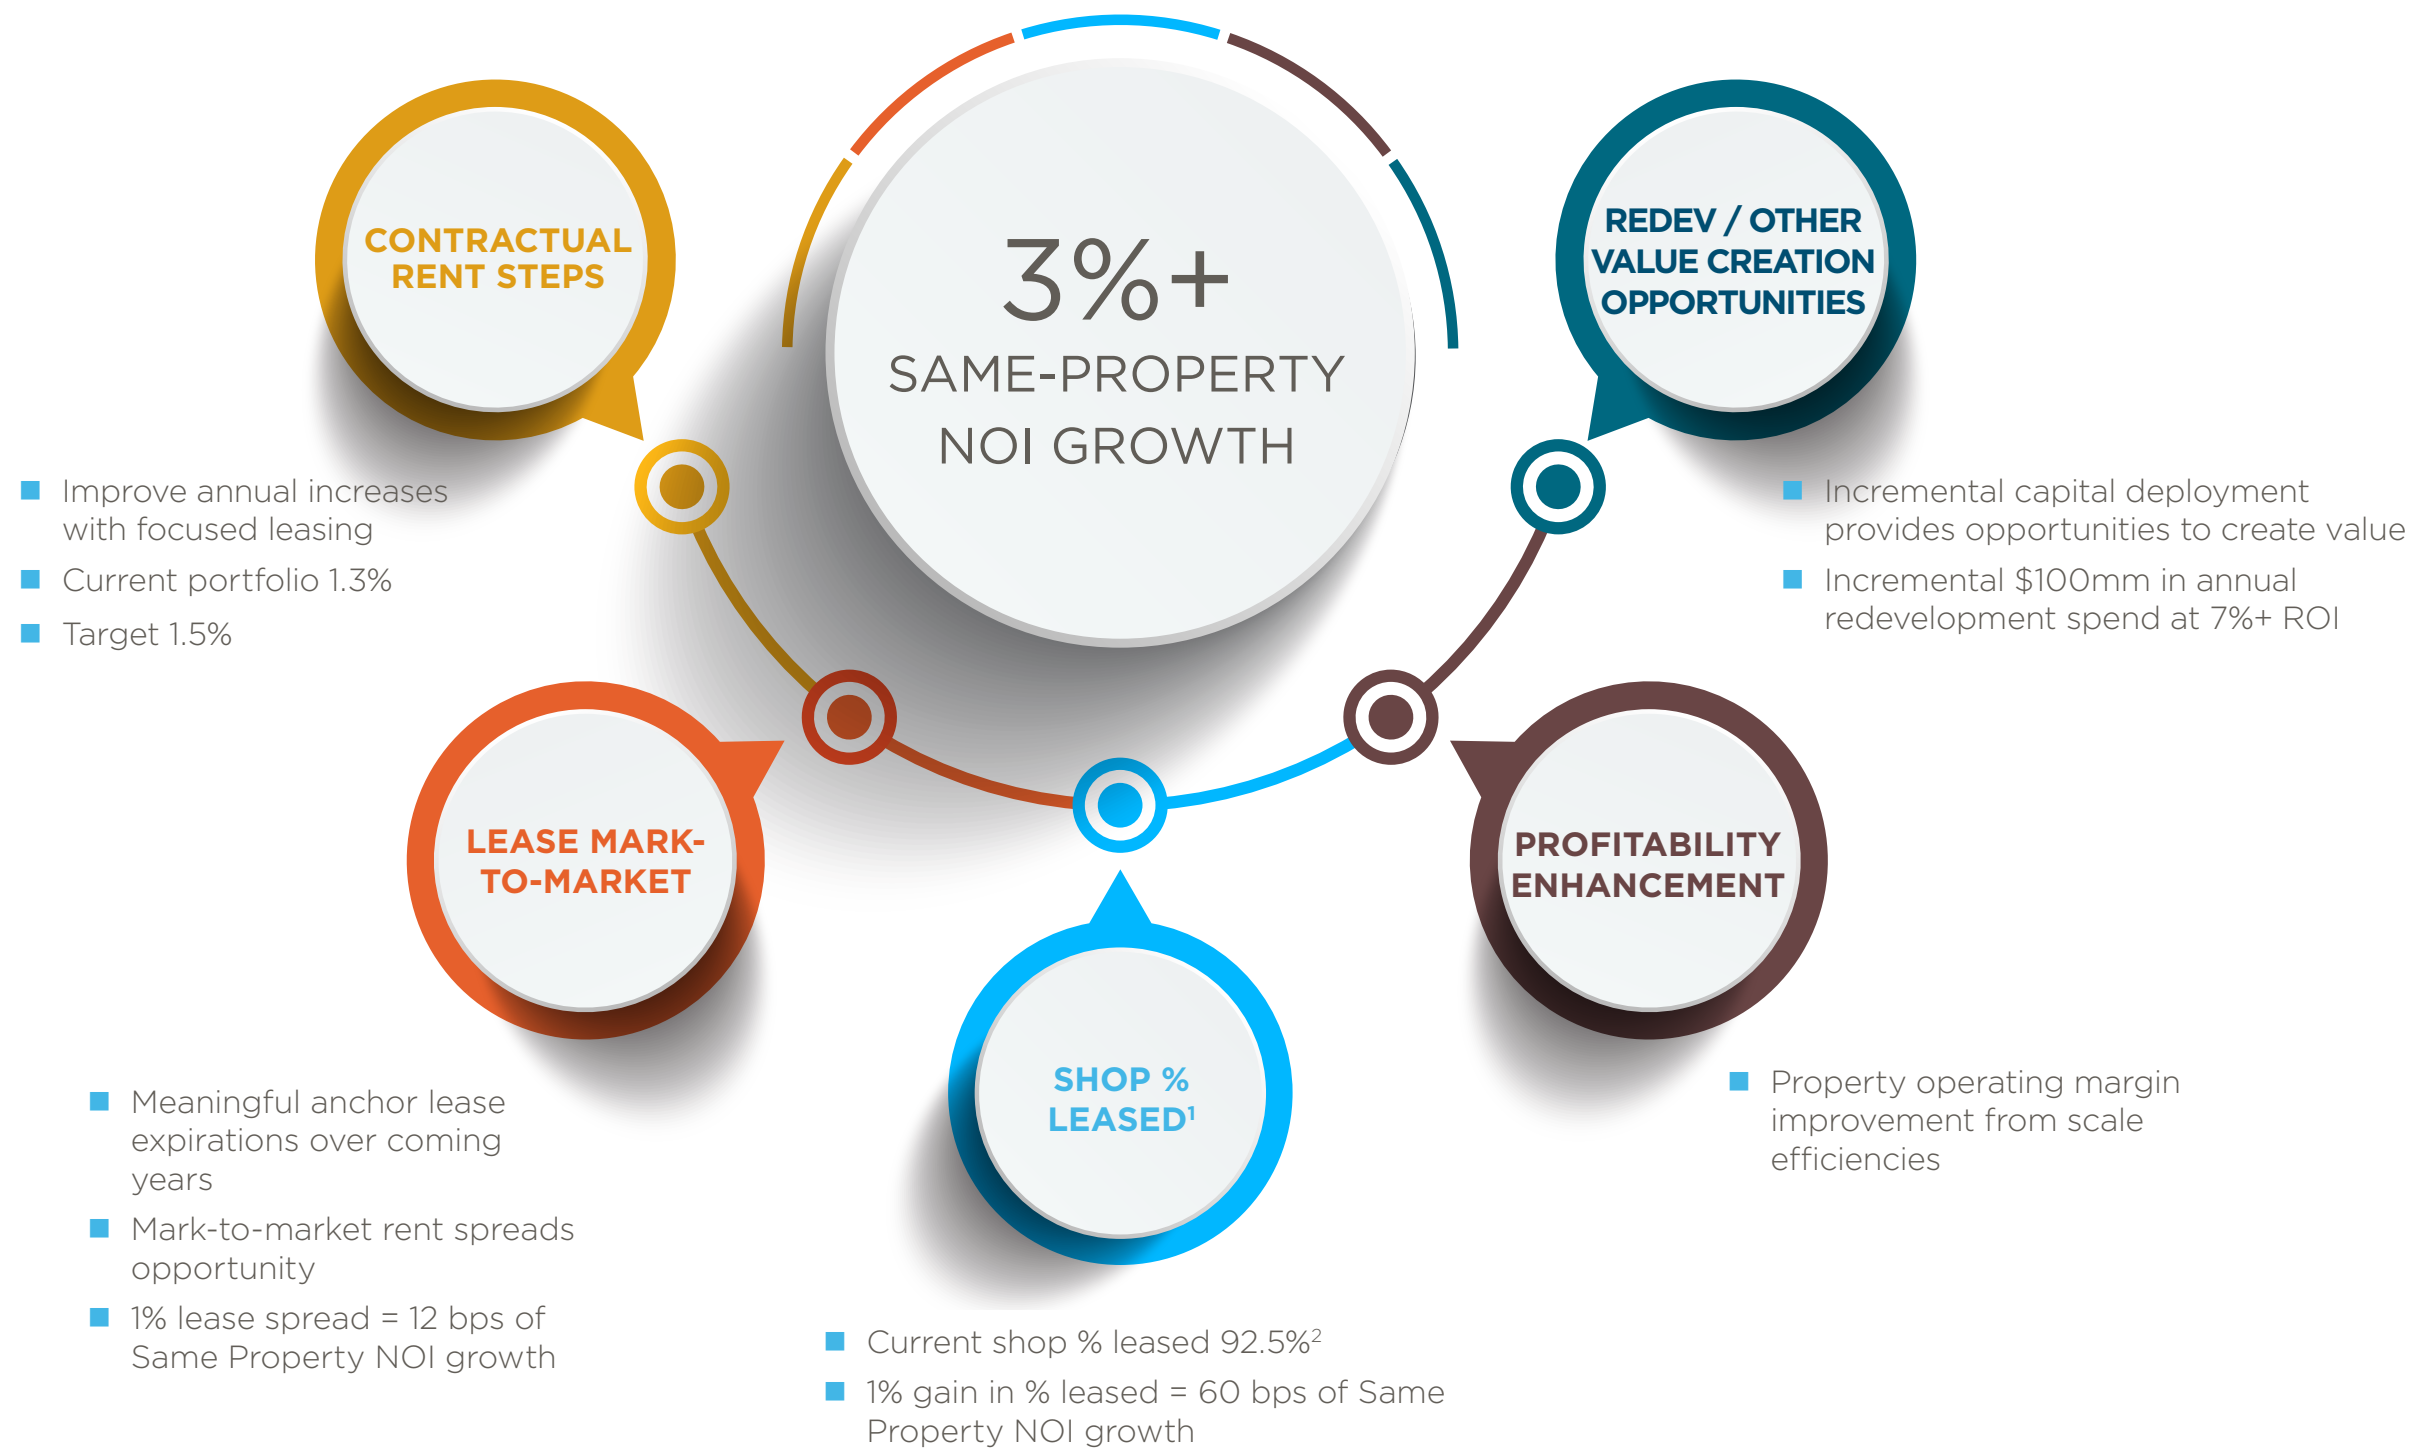 3%+
SAME-PROPERTY
NOI GROWTH
CONTRACTUAL
RENT STEPS
■ Improve annual increases
with focused leasing
■ Current portfolio 1.3%
■ Target 1.5%
LEASE MARK-
TO-MARKET
■ Meaningful anchor lease
expirations over coming
years
■ Mark-to-market rent spreads
opportunity
■ 1% lease spread = 12 bps of
Same Property NOI growth
SHOP %
LEASED¹
■ Current shop % leased 92.5%²
■ 1% gain in % leased = 60 bps of Same
Property NOI growth
PROFITABILITY
ENHANCEMENT
■ Property operating margin
improvement from scale
efficiencies
REDEV / OTHER
VALUE CREATION
OPPORTUNITIES
■ Incremental capital deployment
provides opportunities to create value
■ Incremental $100mm in annual
redevelopment spend at 7%+ ROI